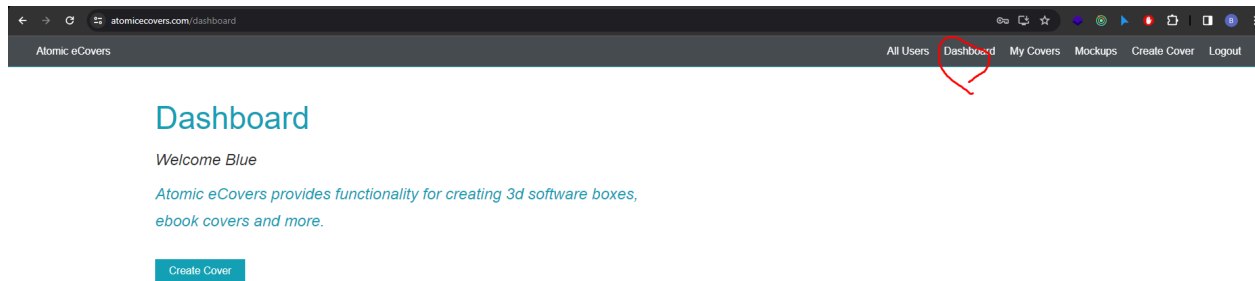 atomicecovers.com/dashboard
B
Atomic eCovers
All Users Dashboard My Covers Mockups Create Cover Logout
Dashboard
Welcome Blue
Atomic eCovers provides functionality for creating 3d software boxes,
ebook covers and more.
Create Cover